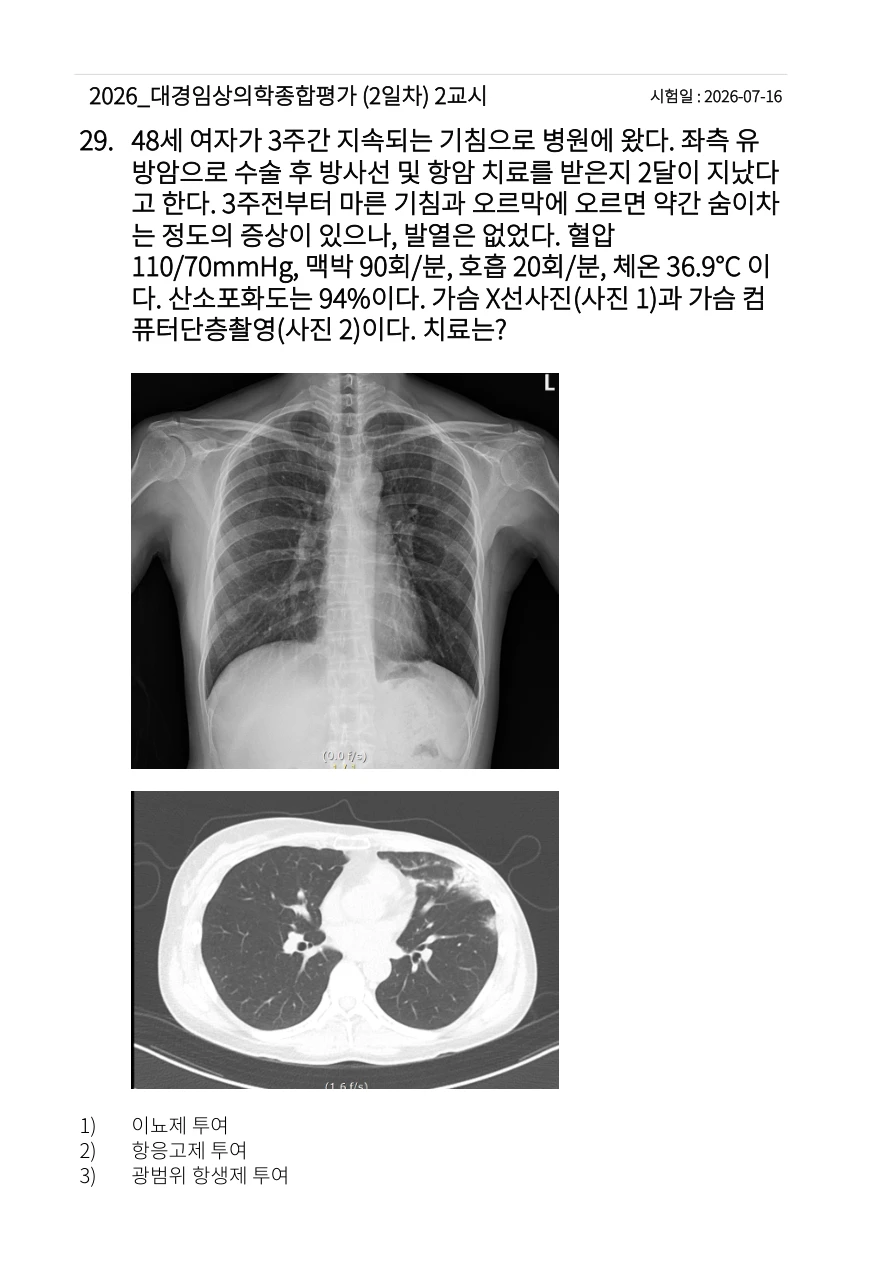 2026_대경임상의학종합평가 (2일차) 2교시
시험일 : 2026-07-16
29. 48세 여자가 3주간 지속되는 기침으로 병원에 왔다. 좌측 유
방암으로 수술 후 방사선 및 항암 치료를 받은지 2달이 지났다
고 한다. 3주전부터 마른 기침과 오르막에 오르면 약간 숨이차
는 정도의 증상이 있으나, 발열은 없었다. 혈압
110/70mmHg, 맥박 90회/분, 호흡 20회/분, 체온 36.9℃ 이
다. 산소포화도는 94%이다. 가슴 X선사진(사진 1)과 가슴 컴
퓨터단층촬영(사진 2)이다. 치료는?
L
(0.0 f/s)
1 / 1
(1.6 f/s)
1) 이뇨제 투여
2) 항응고제 투여
3) 광범위 항생제 투여